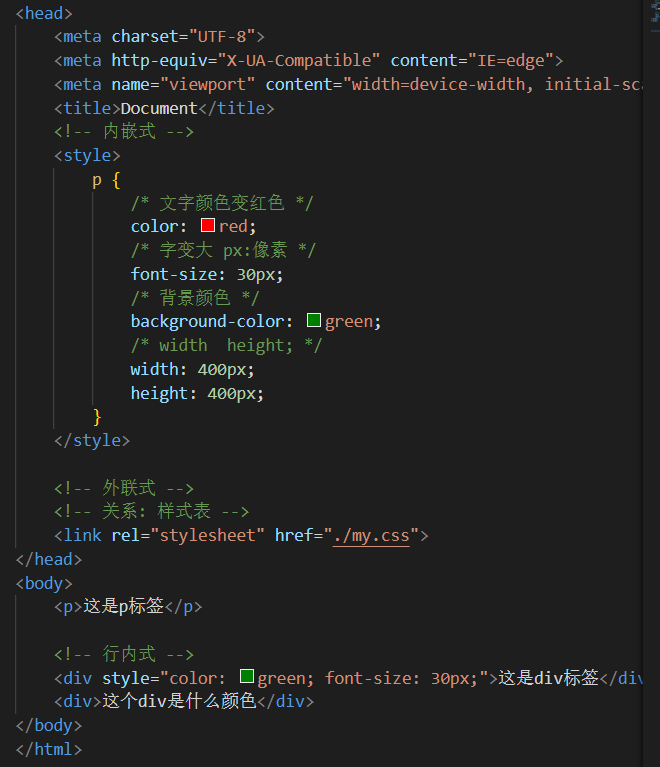 <head>
<meta charset="UTF-8">
<meta http-equiv="X-UA-Compatible" content="IE=edge">
<meta name="viewport" content="width=device-width, initial-sca
<title>Document</title>
<!-- 内嵌式 -->
<style>
p {
/* 文字颜色变红色 */
color: red;
/* 字变大 px:像素 */
font-size: 30px;
/* 背景颜色 */
background-color: green;
/* width  height; */
width: 400px;
height: 400px;
}
</style>
<!-- 外联式 -->
<!-- 关系: 样式表 -->
<link rel="stylesheet" href="./my.css">
</head>
<body>
<p>这是p标签</p>
<!-- 行内式 -->
<div style="color: green; font-size: 30px;">这是div标签</div
<div>这个div是什么颜色</div>
</body>
</html>